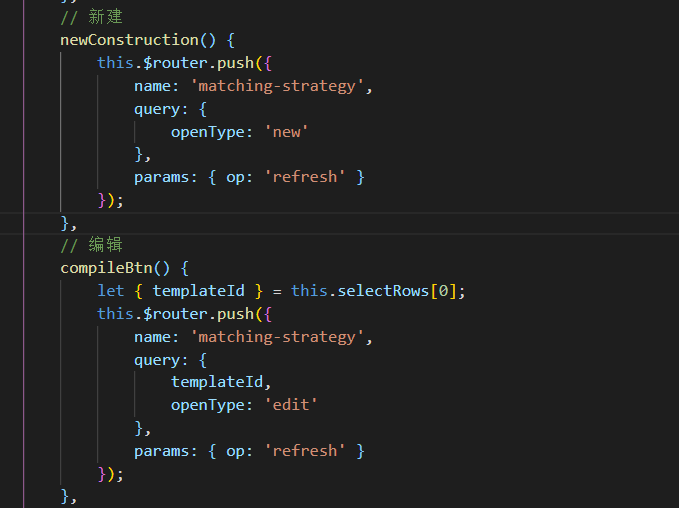 },
// 新建
newConstruction() {
this.$router.push({
name: 'matching-strategy',
query: {
openType: 'new'
},
params: { op: 'refresh' }
});
},
// 编辑
compileBtn() {
let { templateId } = this.selectRows[0];
this.$router.push({
name: 'matching-strategy',
query: {
templateId,
openType: 'edit'
},
params: { op: 'refresh' }
});
},